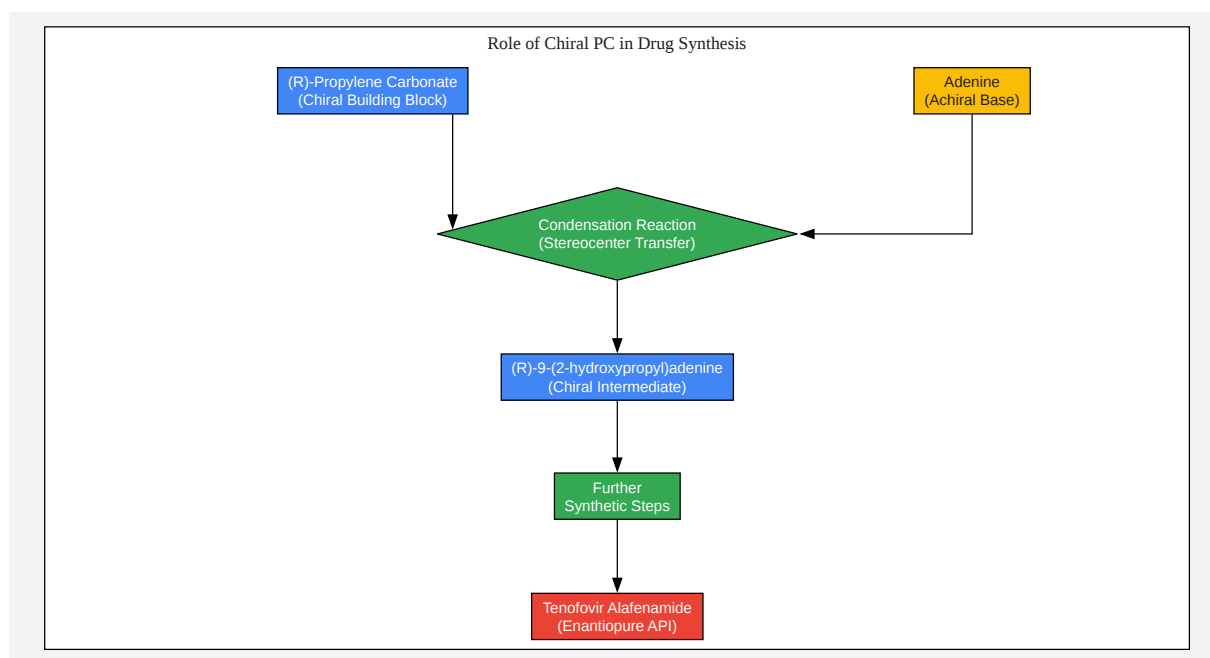 Role of Chiral PC in Drug Synthesis
(R)-Propylene Carbonate
(Chiral Building Block)
Adenine
(Achiral Base)
Condensation Reaction
(Stereocenter Transfer)
(R)-9-(2-hydroxypropyl)adenine
(Chiral Intermediate)
Further
Synthetic Steps
Tenofovir Alafenamide
(Enantiopure API)